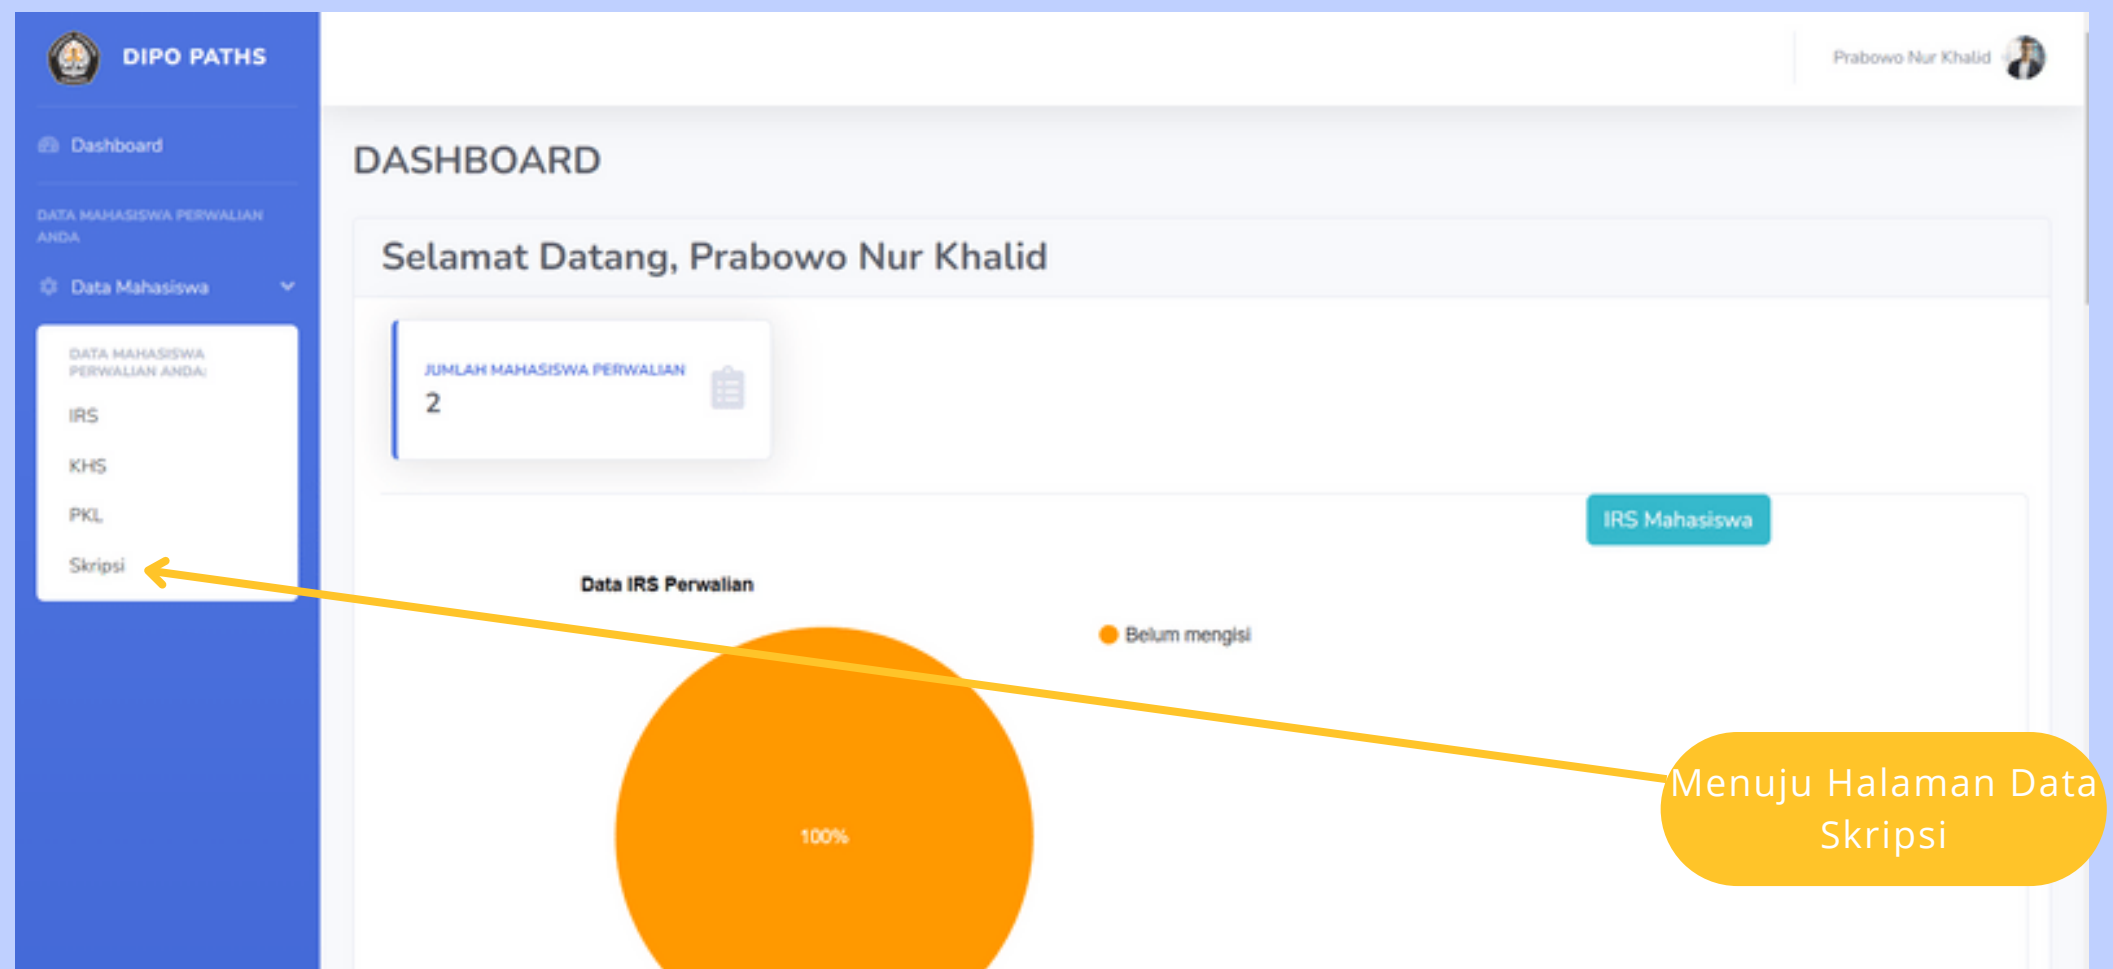 DIPO PATHS
Prabowo Nur Khalid
Dashboard
DATA MAHASISWA PERWALIAN
ANDA
Data Mahasiswa
DATA MAHASISWA
PERWALIAN ANDA:
IRS
KHS
PKL
Skripsi
DASHBOARD
Selamat Datang, Prabowo Nur Khalid
JUMLAH MAHASISWA PERWALIAN
2
IRS Mahasiswa
Data IRS Perwalian
Belum mengisi
100%
Menuju Halaman Data
Skripsi